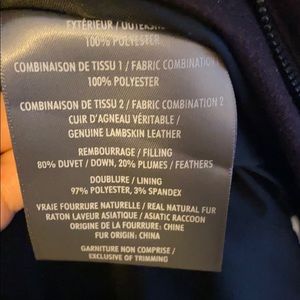 EXTÉRIEUR / OUTERSHELL
100% POLYESTER
COMBINAISON DE TISSU 1 / FABRIC COMBINATION 1
100% POLYESTER
COMBINAISON DE TISSU 2 / FABRIC COMBINATION 2
CUIR D'AGNEAU VÉRITABLE /
GENUINE LAMBSKIN LEATHER
REMBOURRAGE / FILLING
80% DUVET / DOWN, 20% PLUMES / FEATHERS
DOUBLURE / LINING
97% POLYESTER, 3% SPANDEX
VRAIE FOURRURE NATURELLE / REAL NATURAL FUR
RATON LAVEUR ASIATIQUE / ASIATIC RACCOON
ORIGINE DE LA FOURRURE: CHINE
FUR ORIGIN: CHINA
GARNITURE NON COMPRISE /
EXCLUSIVE OF TRIMMING